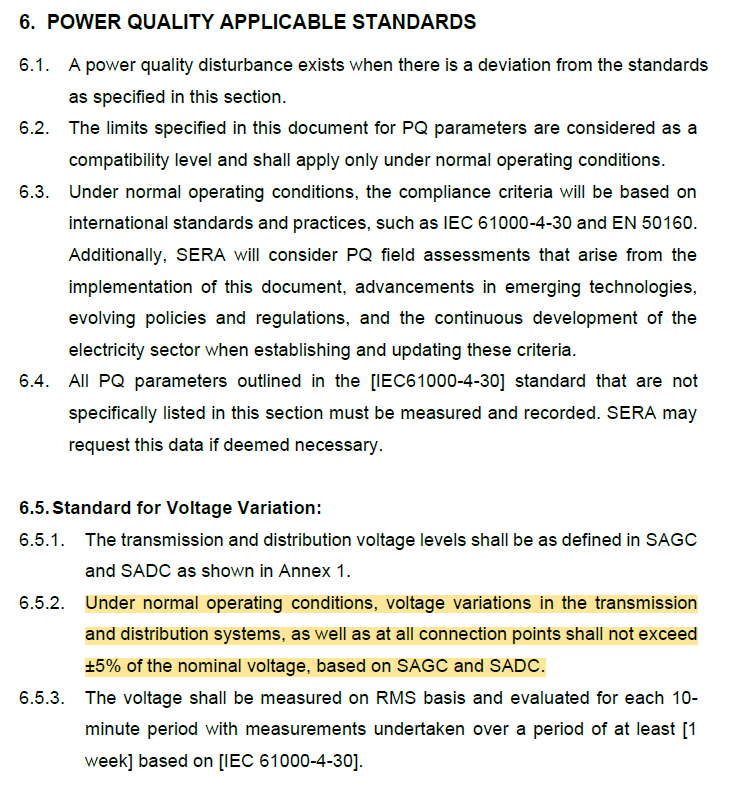 6. POWER QUALITY APPLICABLE STANDARDS
6.1. A power quality disturbance exists when there is a deviation from the standards
as specified in this section.
6.2. The limits specified in this document for PQ parameters are considered as a
compatibility level and shall apply only under normal operating conditions.
6.3. Under normal operating conditions, the compliance criteria will be based on
international standards and practices, such as IEC 61000-4-30 and EN 50160.
Additionally, SERA will consider PQ field assessments that arise from the
implementation of this document, advancements in emerging technologies,
evolving policies and regulations, and the continuous development of the
electricity sector when establishing and updating these criteria.
6.4. All PQ parameters outlined in the [IEC61000-4-30] standard that are not
specifically listed in this section must be measured and recorded. SERA may
request this data if deemed necessary.
6.5. Standard for Voltage Variation:
6.5.1. The transmission and distribution voltage levels shall be as defined in SAGC
and SADC as shown in Annex 1.
6.5.2. Under normal operating conditions, voltage variations in the transmission
and distribution systems, as well as at all connection points shall not exceed
±5% of the nominal voltage, based on SAGC and SADC.
6.5.3. The voltage shall be measured on RMS basis and evaluated for each 10-
minute period with measurements undertaken over a period of at least [1
week] based on [IEC 61000-4-30].